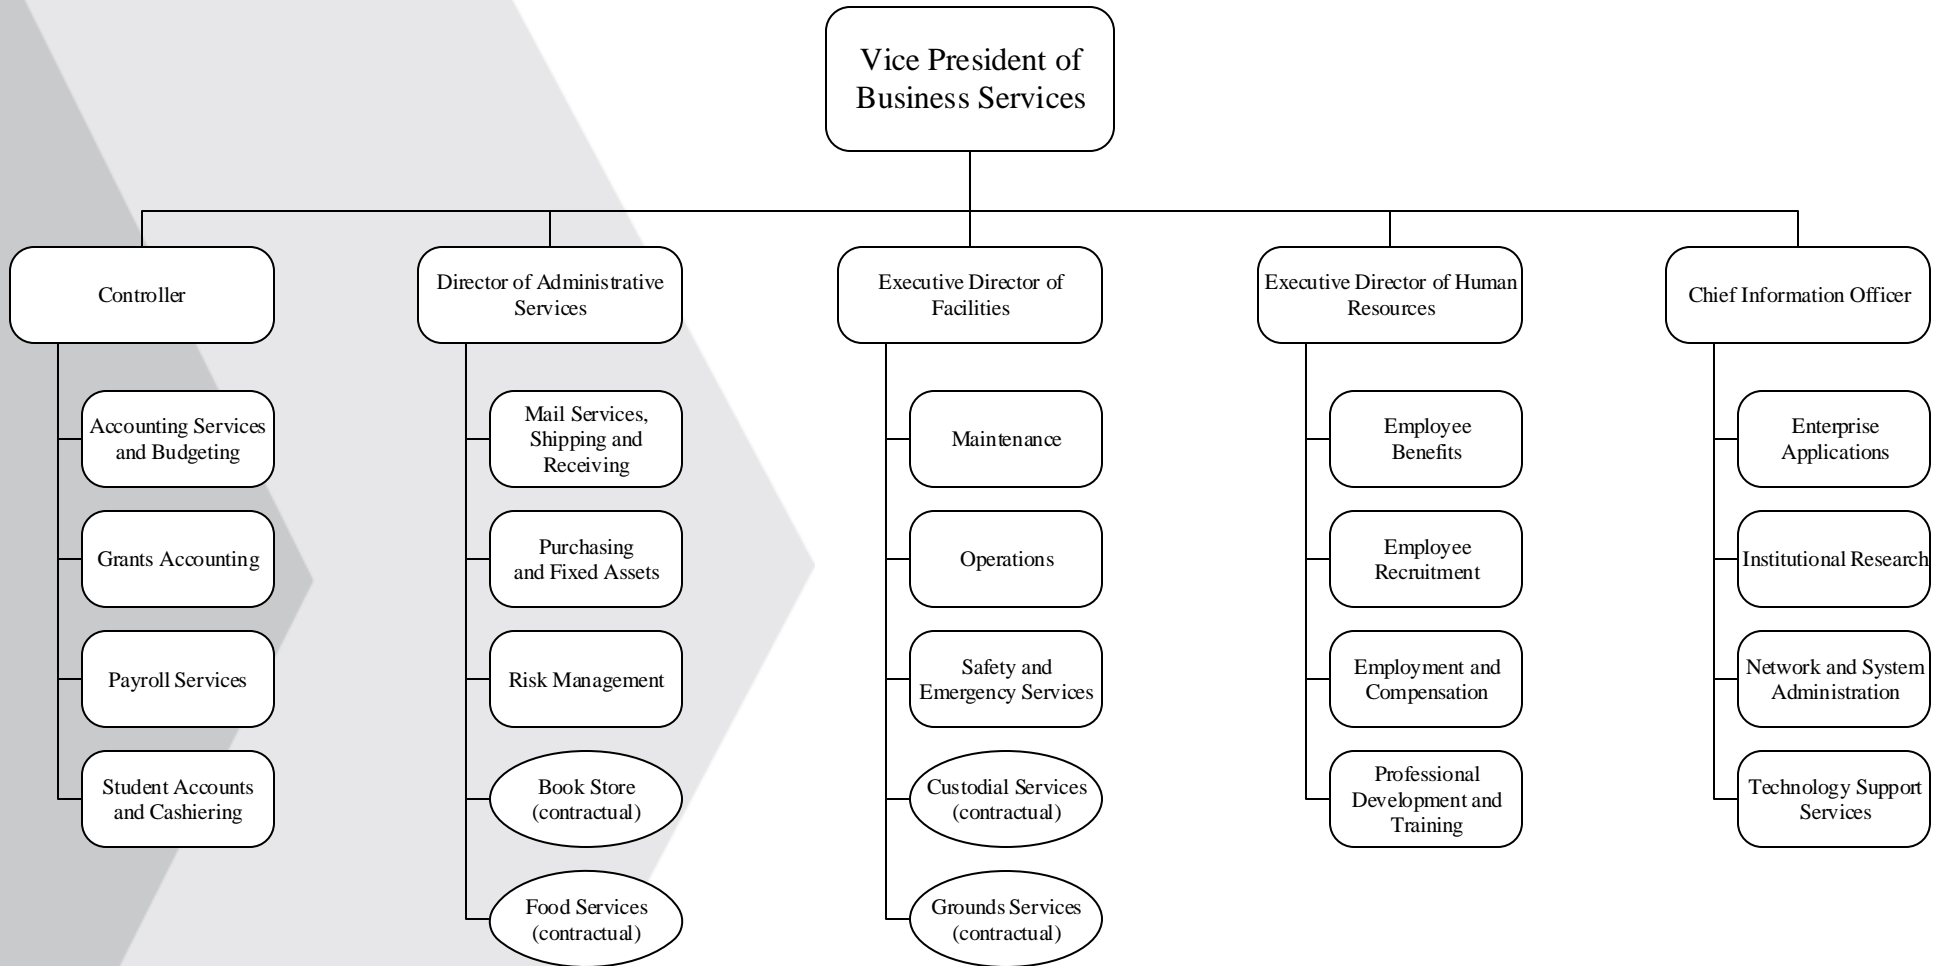 Vice President of
Business Services
Controller
Director of Administrative
Services
Executive Director of
Facilities
Executive Director of Human
Resources
Chief Information Officer
Accounting Services
and Budgeting
Grants Accounting
Payroll Services
Student Accounts
and Cashiering
Mail Services,
Shipping and
Receiving
Purchasing
and Fixed Assets
Risk Management
Book Store
(contractual)
Food Services
(contractual)
Maintenance
Operations
Safety and
Emergency Services
Custodial Services
(contractual)
Grounds Services
(contractual)
Employee
Benefits
Employee
Recruitment
Employment and
Compensation
Professional
Development and
Training
Enterprise
Applications
Institutional Research
Network and System
Administration
Technology Support
Services